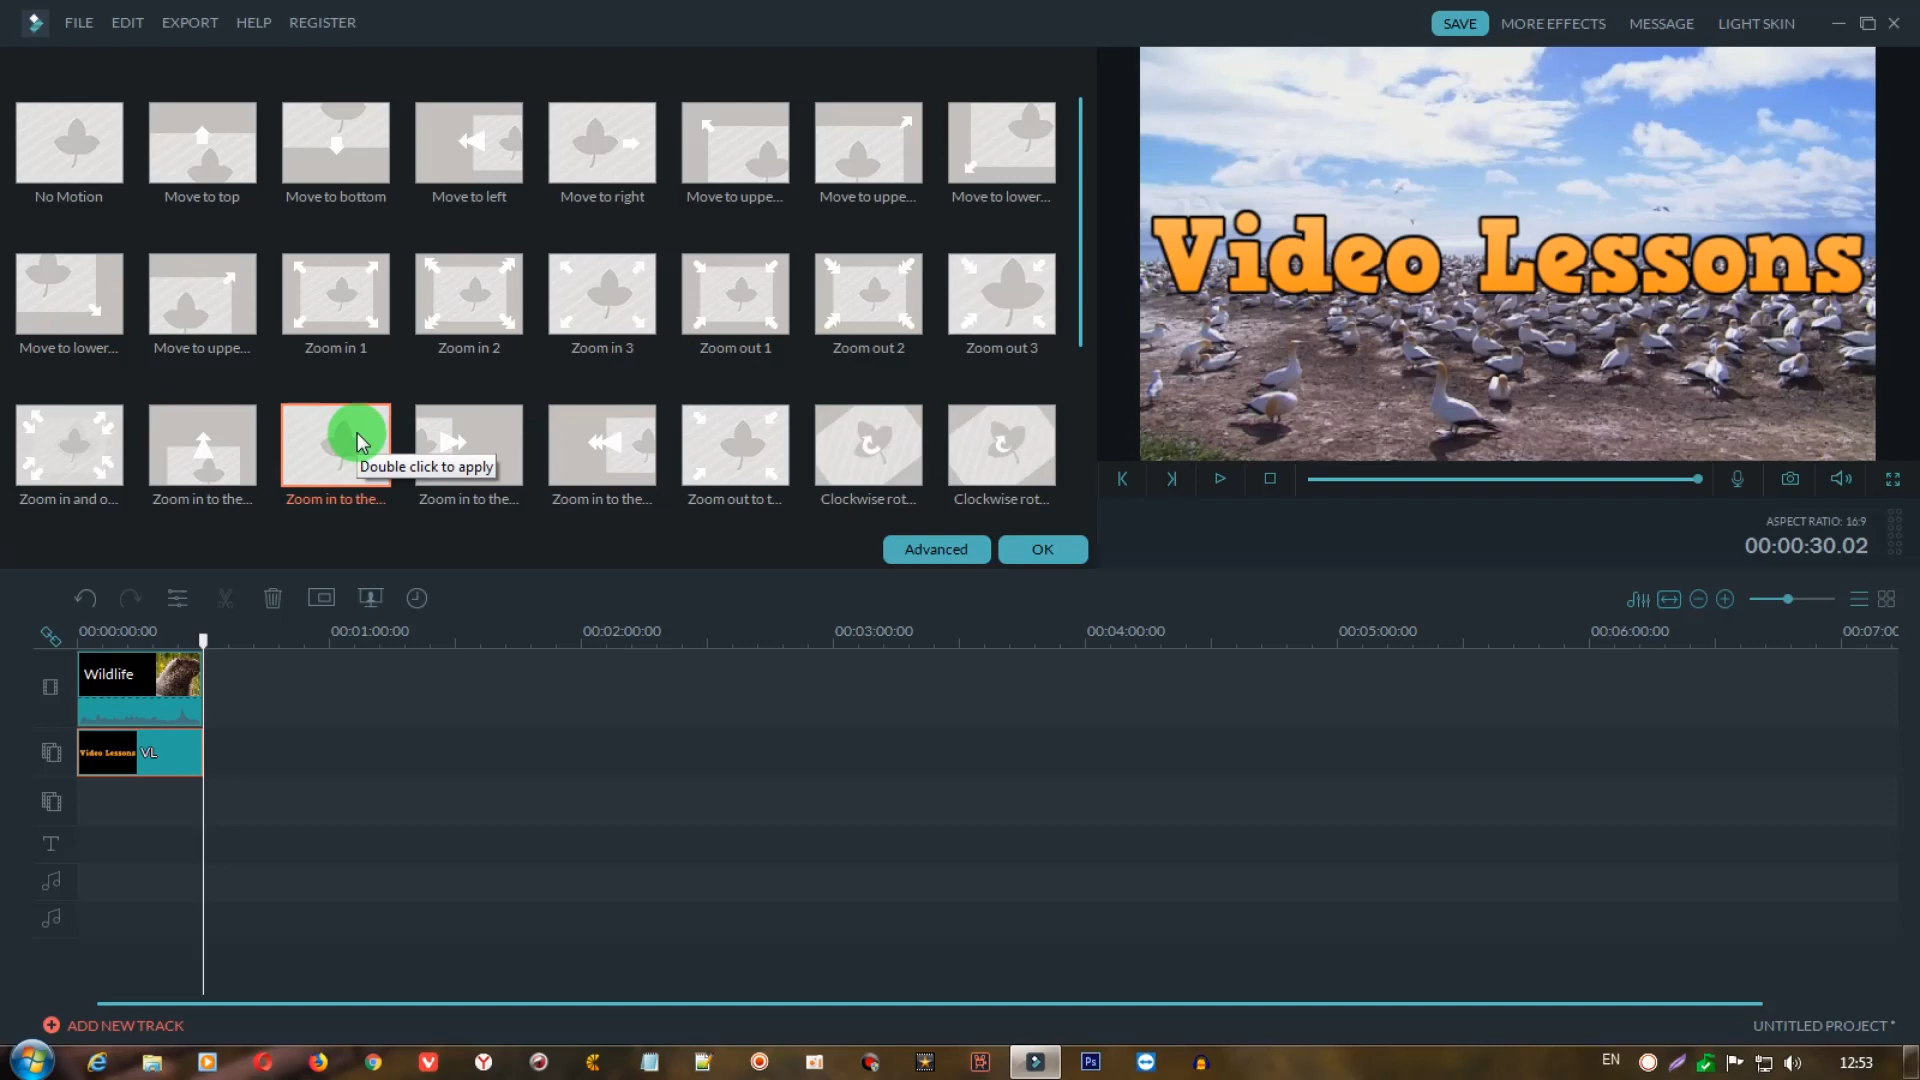 FILE EDIT EXPORT HELP REGISTER
SAVE MORE EFFECTS MESSAGE LIGHT SKIN
No Motion Move to top Move to bottom Move to left Move to right Move to uppe... Move to uppe... Move to lower...
Move to lower... Move to uppe... Zoom in 1 Zoom in 2 Zoom in 3 Zoom out 1 Zoom out 2 Zoom out 3
Double click to apply
Zoom in and o... Zoom in to the... Zoom in to the... Zoom in to the... Zoom in to the... Zoom out to t... Clockwise rot... Clockwise rot...
Advanced OK
Video Lessons
ASPECT RATIO: 16:9
00:00:30.02
00:00:00:00 00:01:00:00 00:02:00:00 00:03:00:00 00:04:00:00 00:05:00:00 00:06:00:00 00:07:0
Wildlife
Video Lessons VL
T
ADD NEW TRACK
UNTITLED PROJECT *
Ps
EN
12:53